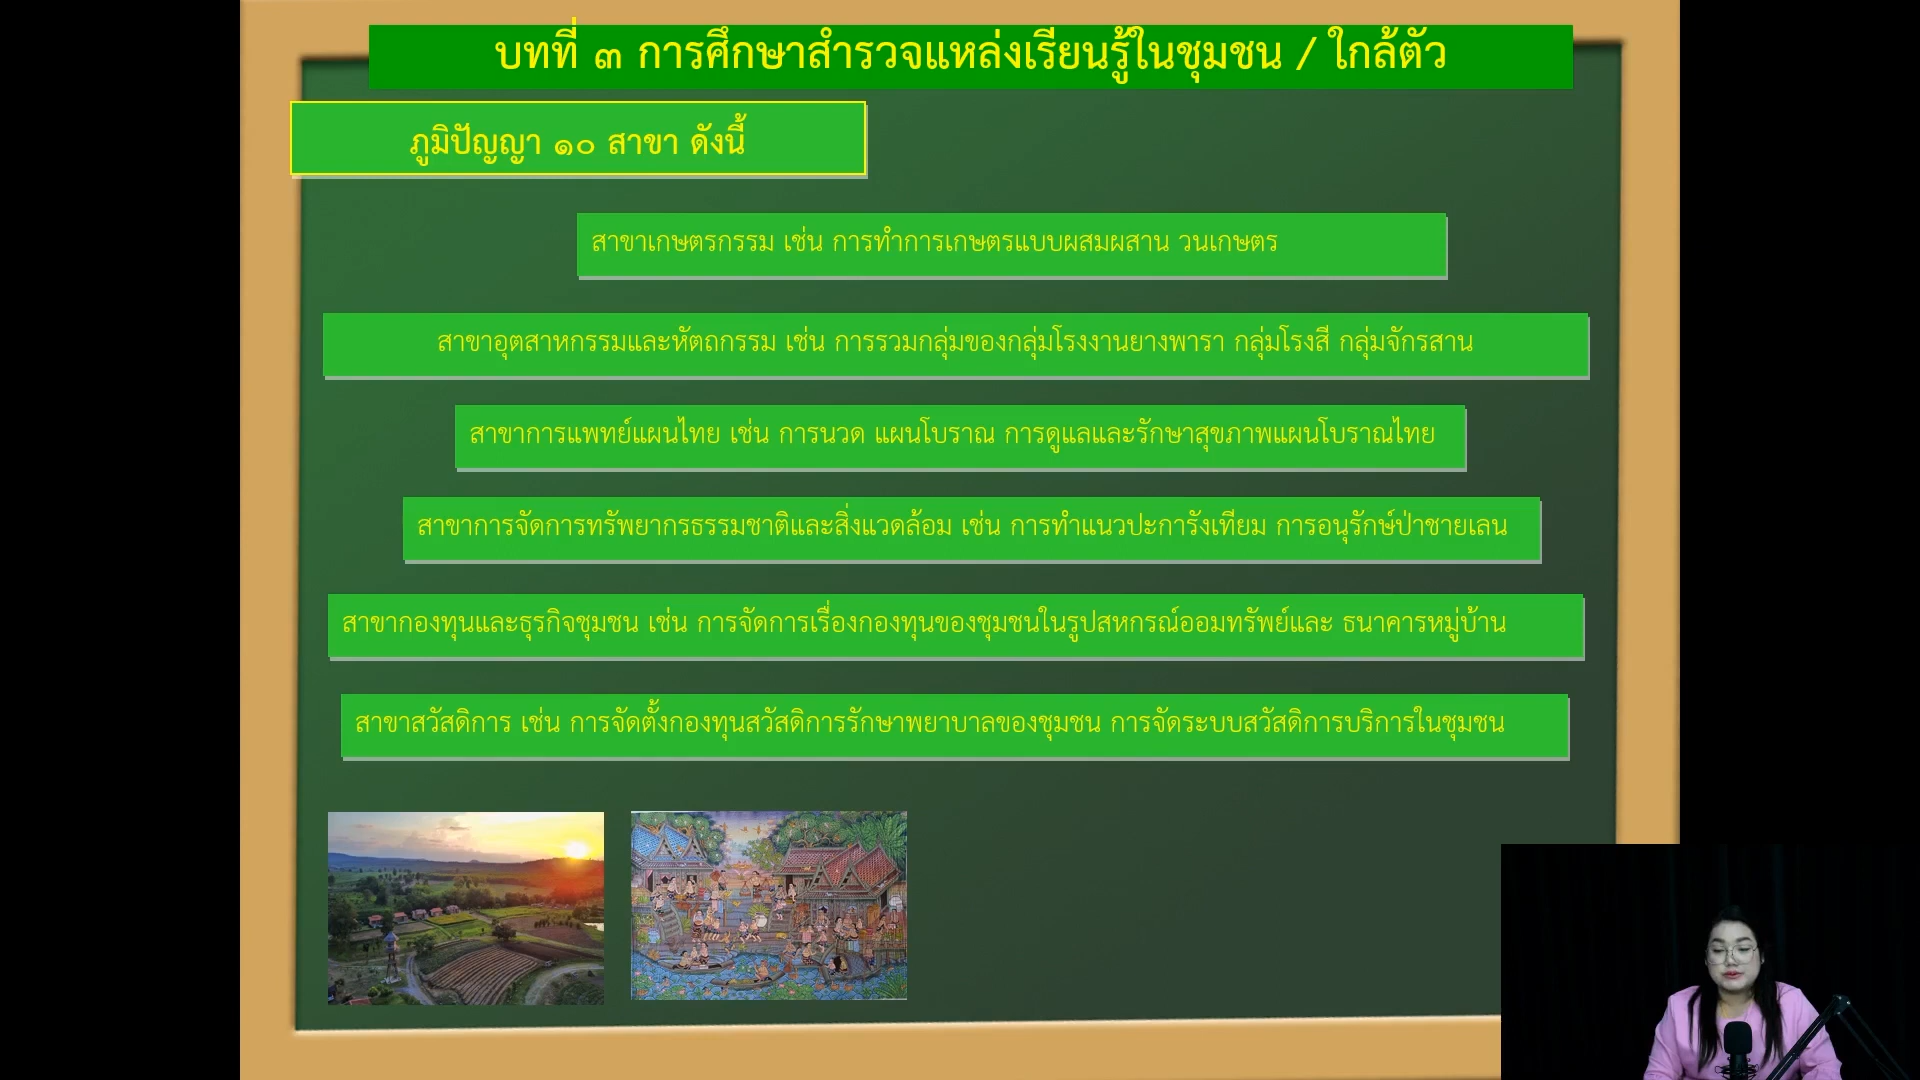 บทที่ ๓ การศึกษาสำรวจแหล่งเรียนรู้ในชุมชน / ใกล้ตัว
ภูมิปัญญา ๑๐ สาขา ดังนี้
สาขาเกษตรกรรม เช่น การทำการเกษตรแบบผสมผสาน วนเกษตร
สาขาอุตสาหกรรมและหัตถกรรม เช่น การรวมกลุ่มของกลุ่มโรงงานยางพารา กลุ่มโรงสี กลุ่มจักรสาน
สาขาการแพทย์แผนไทย เช่น การนวด แผนโบราณ การดูแลและรักษาสุขภาพแผนโบราณไทย
สาขาการจัดการทรัพยากรธรรมชาติและสิ่งแวดล้อม เช่น การทำแนวปะการังเทียม การอนุรักษ์ป่าชายเลน
สาขากองทุนและธุรกิจชุมชน เช่น การจัดการเรื่องกองทุนของชุมชนในรูปสหกรณ์ออมทรัพย์และ ธนาคารหมู่บ้าน
สาขาสวัสดิการ เช่น การจัดตั้งกองทุนสวัสดิการรักษาพยาบาลของชุมชน การจัดระบบสวัสดิการบริการในชุมชน